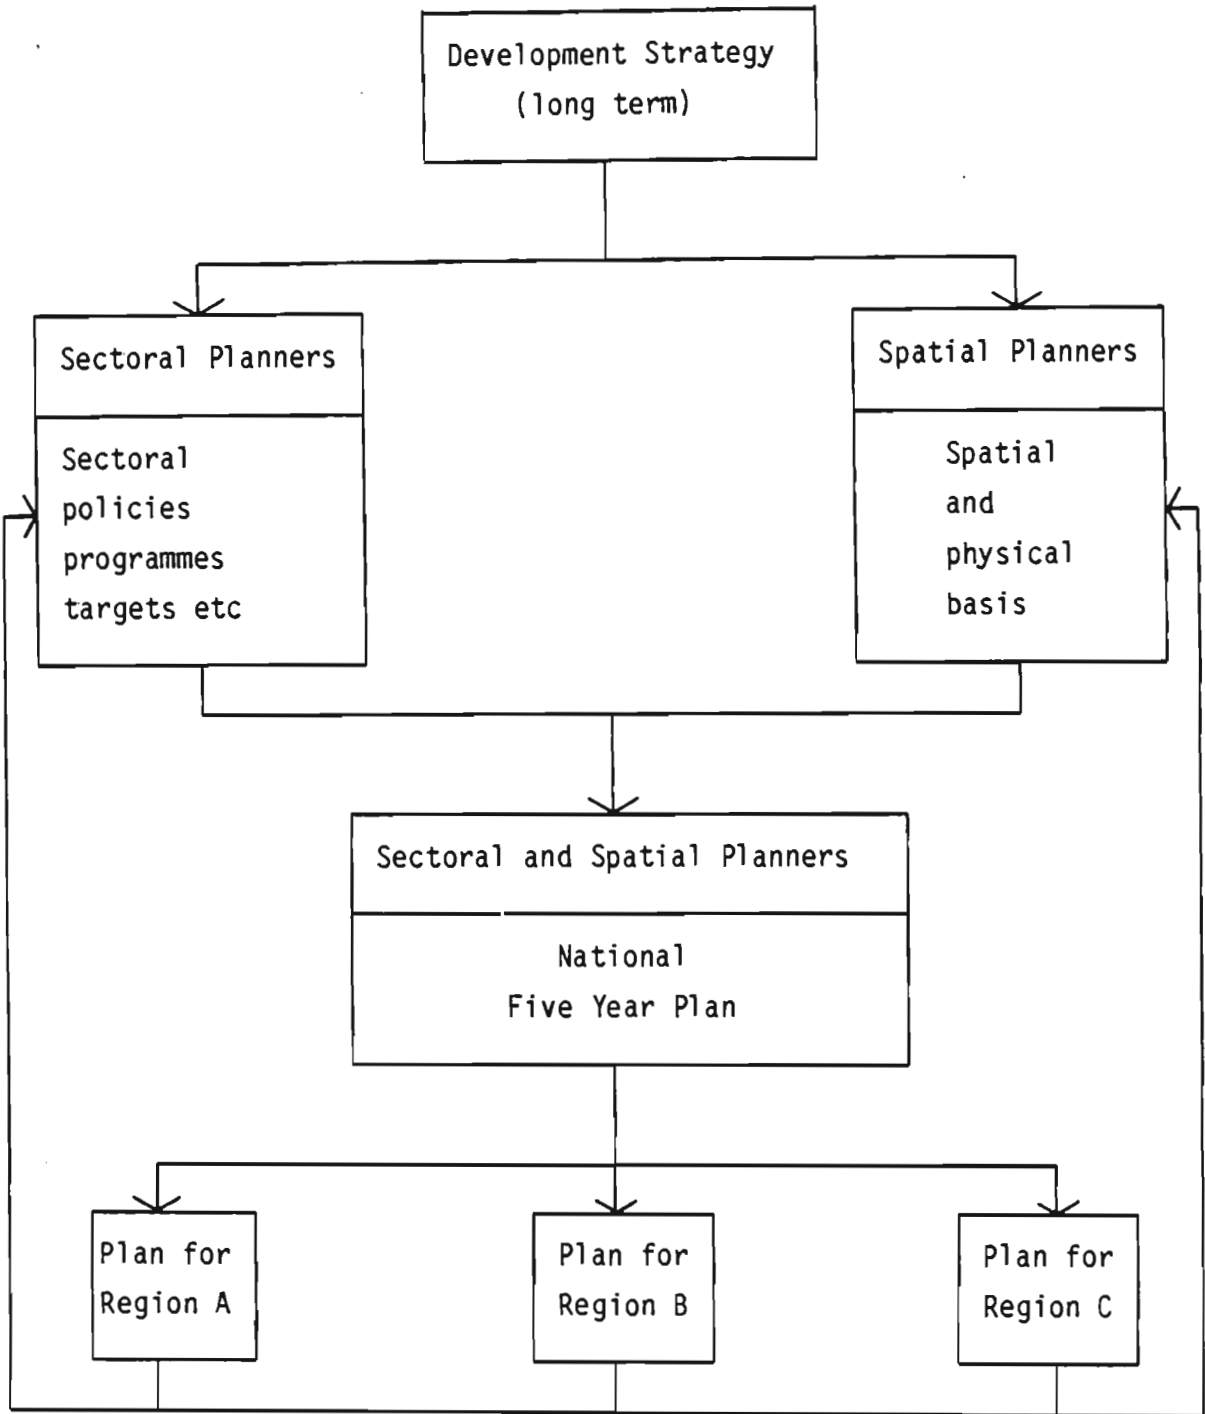 Development Strategy
(long term)
Sectoral Planners
Sectoral
policies
programmes
targets etc
Spatial Planners
Spatial
and
physical
basis
Sectoral and Spatial Planners
National
Five Year Plan
Plan for
Region A
Plan for
Region B
Plan for
Region C